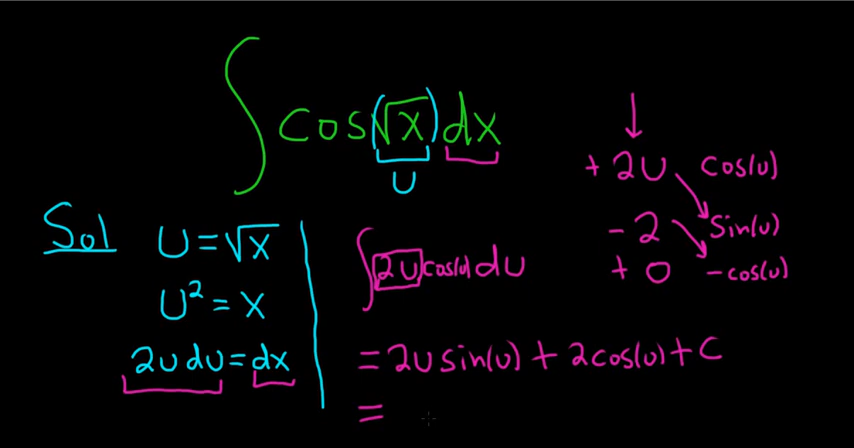 ∫ cos(√x) dx
U
Sol
U = √x
U² = x
2U dU = dx
∫ 2U cos(U) dU
= 2U sin(U) + 2cos(U) + C
=
+ 2U cos(U)
- 2 sin(U)
+ 0 -cos(U)